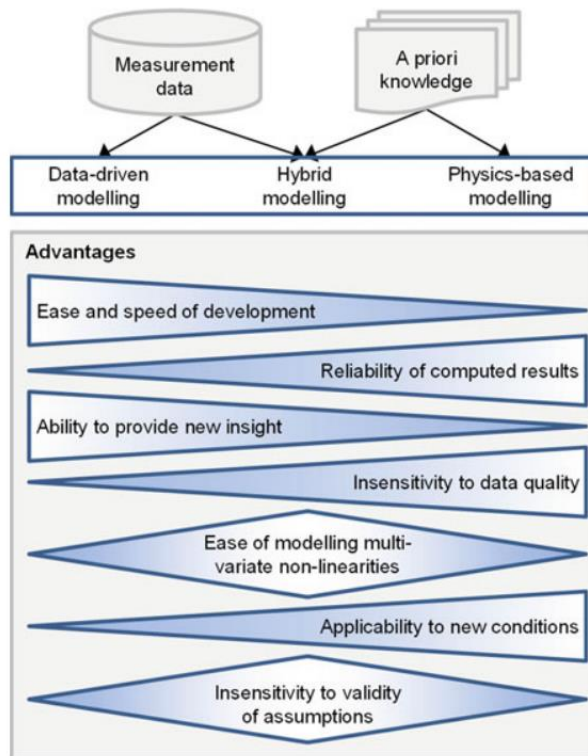 Measurement
data
A priori
knowledge
Data-driven
modelling
Hybrid
modelling
Physics-based
modelling
Advantages
Ease and speed of development
Reliability of computed results
Ability to provide new insight
Insensitivity to data quality
Ease of modelling multi-
variate non-linearities
Applicability to new conditions
Insensitivity to validity
of assumptions